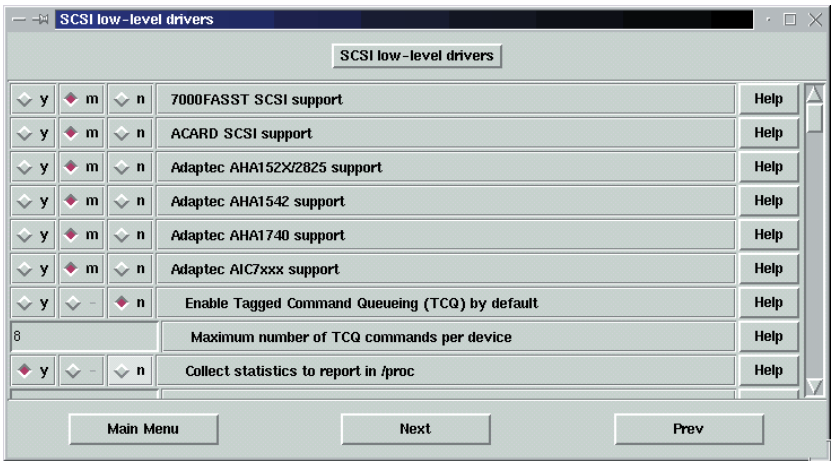 SCSI low-level drivers
SCSI low-level drivers
y m n 7000FASST SCSI support Help
y m n ACARD SCSI support Help
y m n Adaptec AHA152X/2825 support Help
y m n Adaptec AHA1542 support Help
y m n Adaptec AHA1740 support Help
y m n Adaptec AIC7xxx support Help
y - n Enable Tagged Command Queueing (TCQ) by default Help
8 Maximum number of TCQ commands per device Help
y - n Collect statistics to report in /proc Help
Main Menu Next Prev